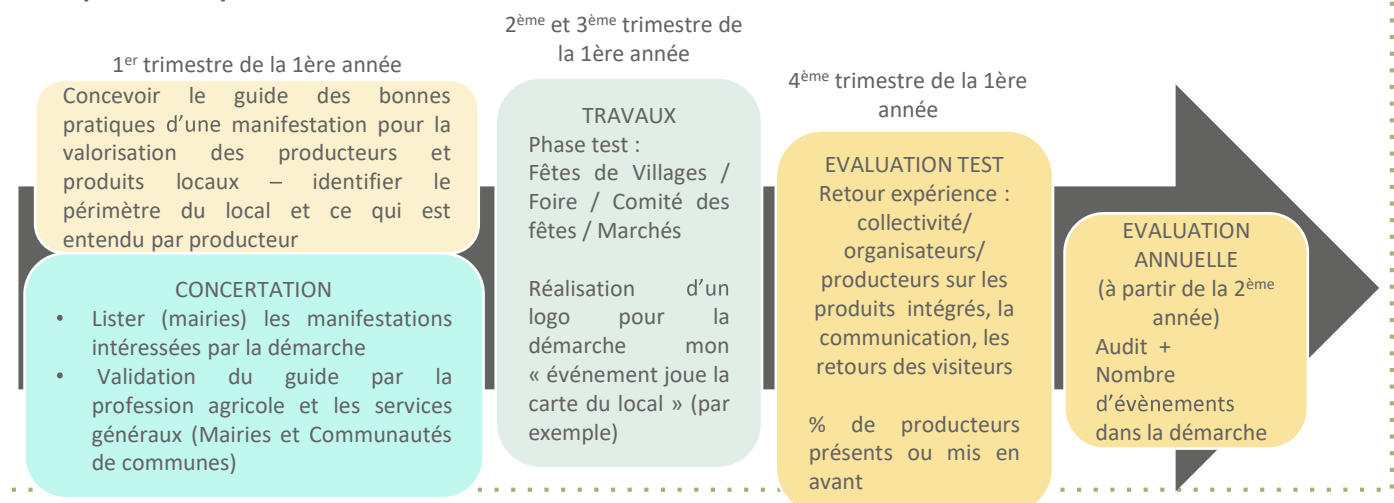 1er trimestre de la 1ère année
Concevoir le guide des bonnes
pratiques d'une manifestation pour la
valorisation des producteurs et
produits locaux – identifier le
périmètre du local et ce qui est
entendu par producteur
CONCERTATION
• Lister (mairies) les manifestations
intéressées par la démarche
• Validation du guide par la
profession agricole et les services
généraux (Mairies et Communautés
de communes)
2ème et 3ème trimestre de
la 1ère année
TRAVAUX
Phase test :
Fêtes de Villages /
Foire / Comité des
fêtes / Marchés
Réalisation d'un
logo pour la
démarche mon
« événement joue la
carte du local » (par
exemple)
4ème trimestre de la 1ère
année
EVALUATION TEST
Retour expérience :
collectivité/
organisateurs/
producteurs sur les
produits intégrés, la
communication, les
retours des visiteurs
% de producteurs
présents ou mis en
avant
EVALUATION
ANNUELLE
(à partir de la 2ème
année)
Audit +
Nombre
d'évènements
dans la démarche